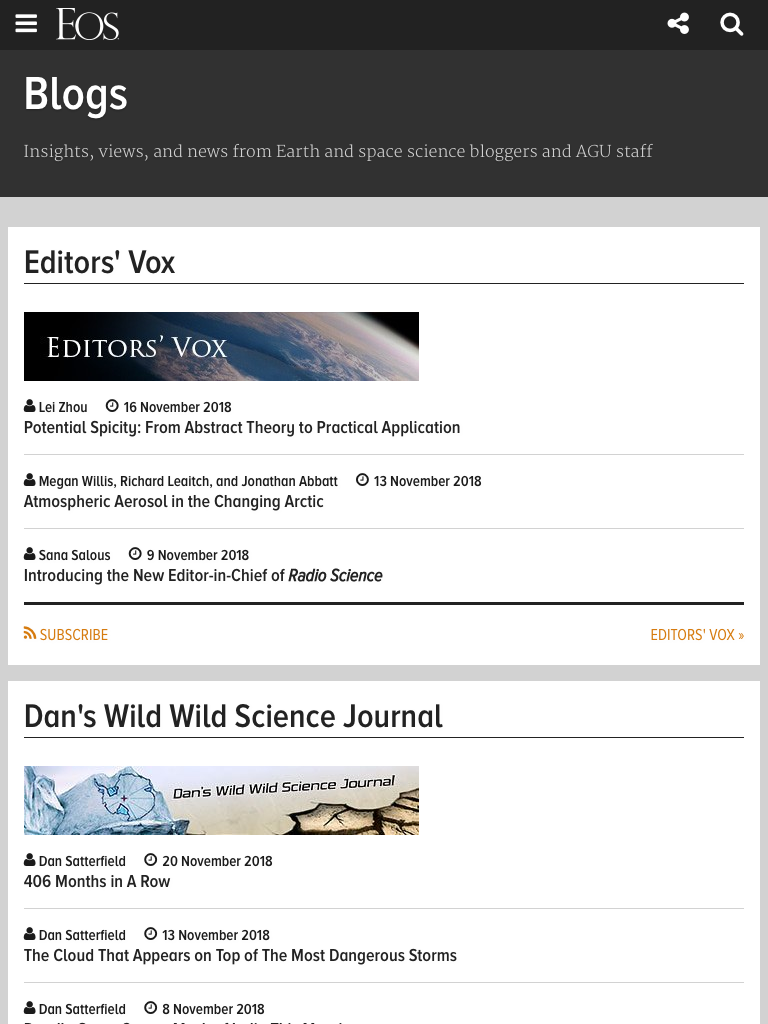 Eos
Blogs
Insights, views, and news from Earth and space science bloggers and AGU staff
Editors' Vox
Editors’ Vox
Lei Zhou 16 November 2018
Potential Spicity: From Abstract Theory to Practical Application
Megan Willis, Richard Leaitch, and Jonathan Abbatt 13 November 2018
Atmospheric Aerosol in the Changing Arctic
Sana Salous 9 November 2018
Introducing the New Editor-in-Chief of Radio Science
SUBSCRIBE EDITORS' VOX »
Dan's Wild Wild Science Journal
Dan's Wild Wild Science Journal
Dan Satterfield 20 November 2018
406 Months in A Row
Dan Satterfield 13 November 2018
The Cloud That Appears on Top of The Most Dangerous Storms
Dan Satterfield 8 November 2018